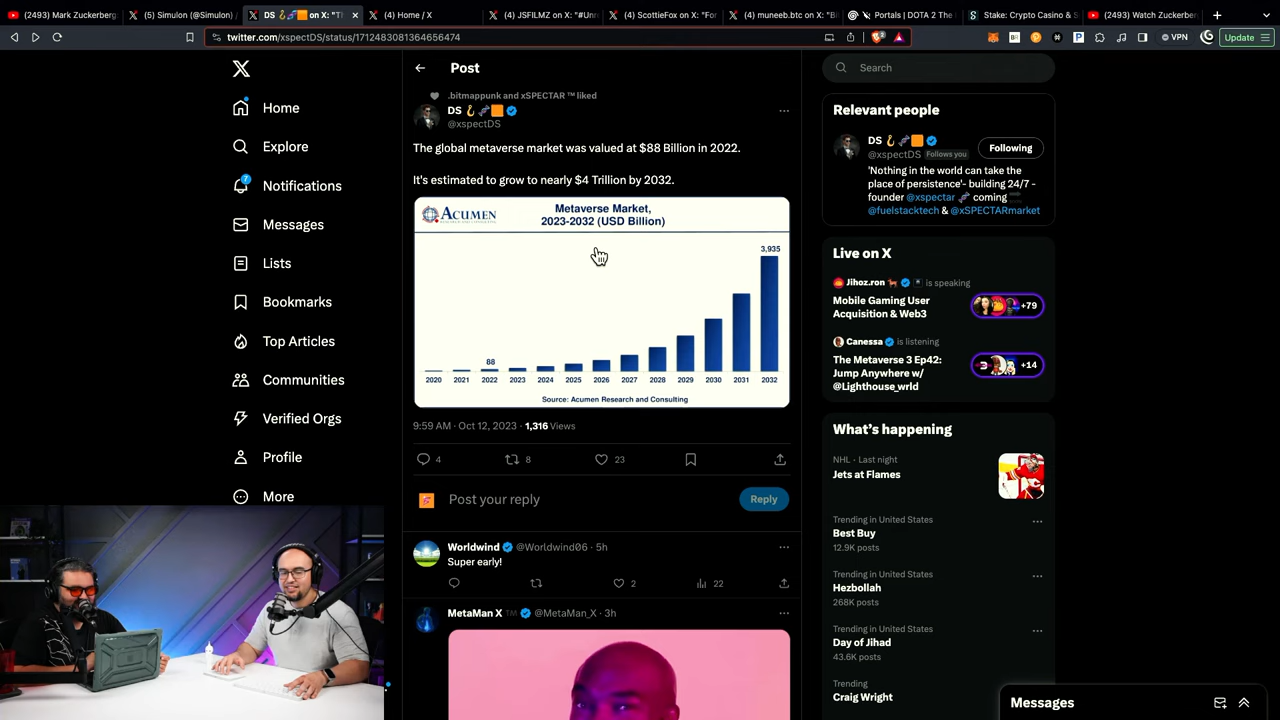 (2493) Mark Zuckerberg
(5) Simulon (@Simulon) /
DS on X: "T
(4) Home / X
(4) JSFILMZ on X: "#Unr
(4) ScottieFox on X: "For
(4) muneeb.btc on X: "Bi
Portals | DOTA 2 The
Stake: Crypto Casino & S
(2493) Watch Zuckerber
twitter.com/xspectDS/status/1712483081364656474
VPN
Update
Home
Explore
7
Notifications
Messages
Lists
Bookmarks
Top Articles
Communities
Verified Orgs
Profile
More
Post
.bitmappunk and xSPECTAR ™ liked
DS
@xspectDS
The global metaverse market was valued at $88 Billion in 2022.
It's estimated to grow to nearly $4 Trillion by 2032.
ACUMEN
Metaverse Market,
2023-2032 (USD Billion)
3,935
88
2020 2021 2022 2023 2024 2025 2026 2027 2028 2029 2030 2031 2032
Source: Acumen Research and Consulting
9:59 AM · Oct 12, 2023 · 1,316 Views
4 8 23
Post your reply
Reply
Worldwind @Worldwind06 · 5h
Super early!
2 22
MetaMan X ™ @MetaMan_X · 3h
Search
Relevant people
DS
@xspectDS Follows you
Following
'Nothing in the world can take the
place of persistence'- building 24/7 -
founder @xspectar coming
@fuelstacktech & @xSPECTARmarket
Live on X
Jihoz.ron is speaking
Mobile Gaming User
Acquisition & Web3
+79
Canessa is listening
The Metaverse 3 Ep42:
Jump Anywhere w/
@Lighthouse_wrld
+14
What's happening
NHL · Last night
Jets at Flames
Trending in United States
Best Buy
12.9K posts
Trending in United States
Hezbollah
268K posts
Trending in United States
Day of Jihad
43.6K posts
Trending
Craig Wright
Messages